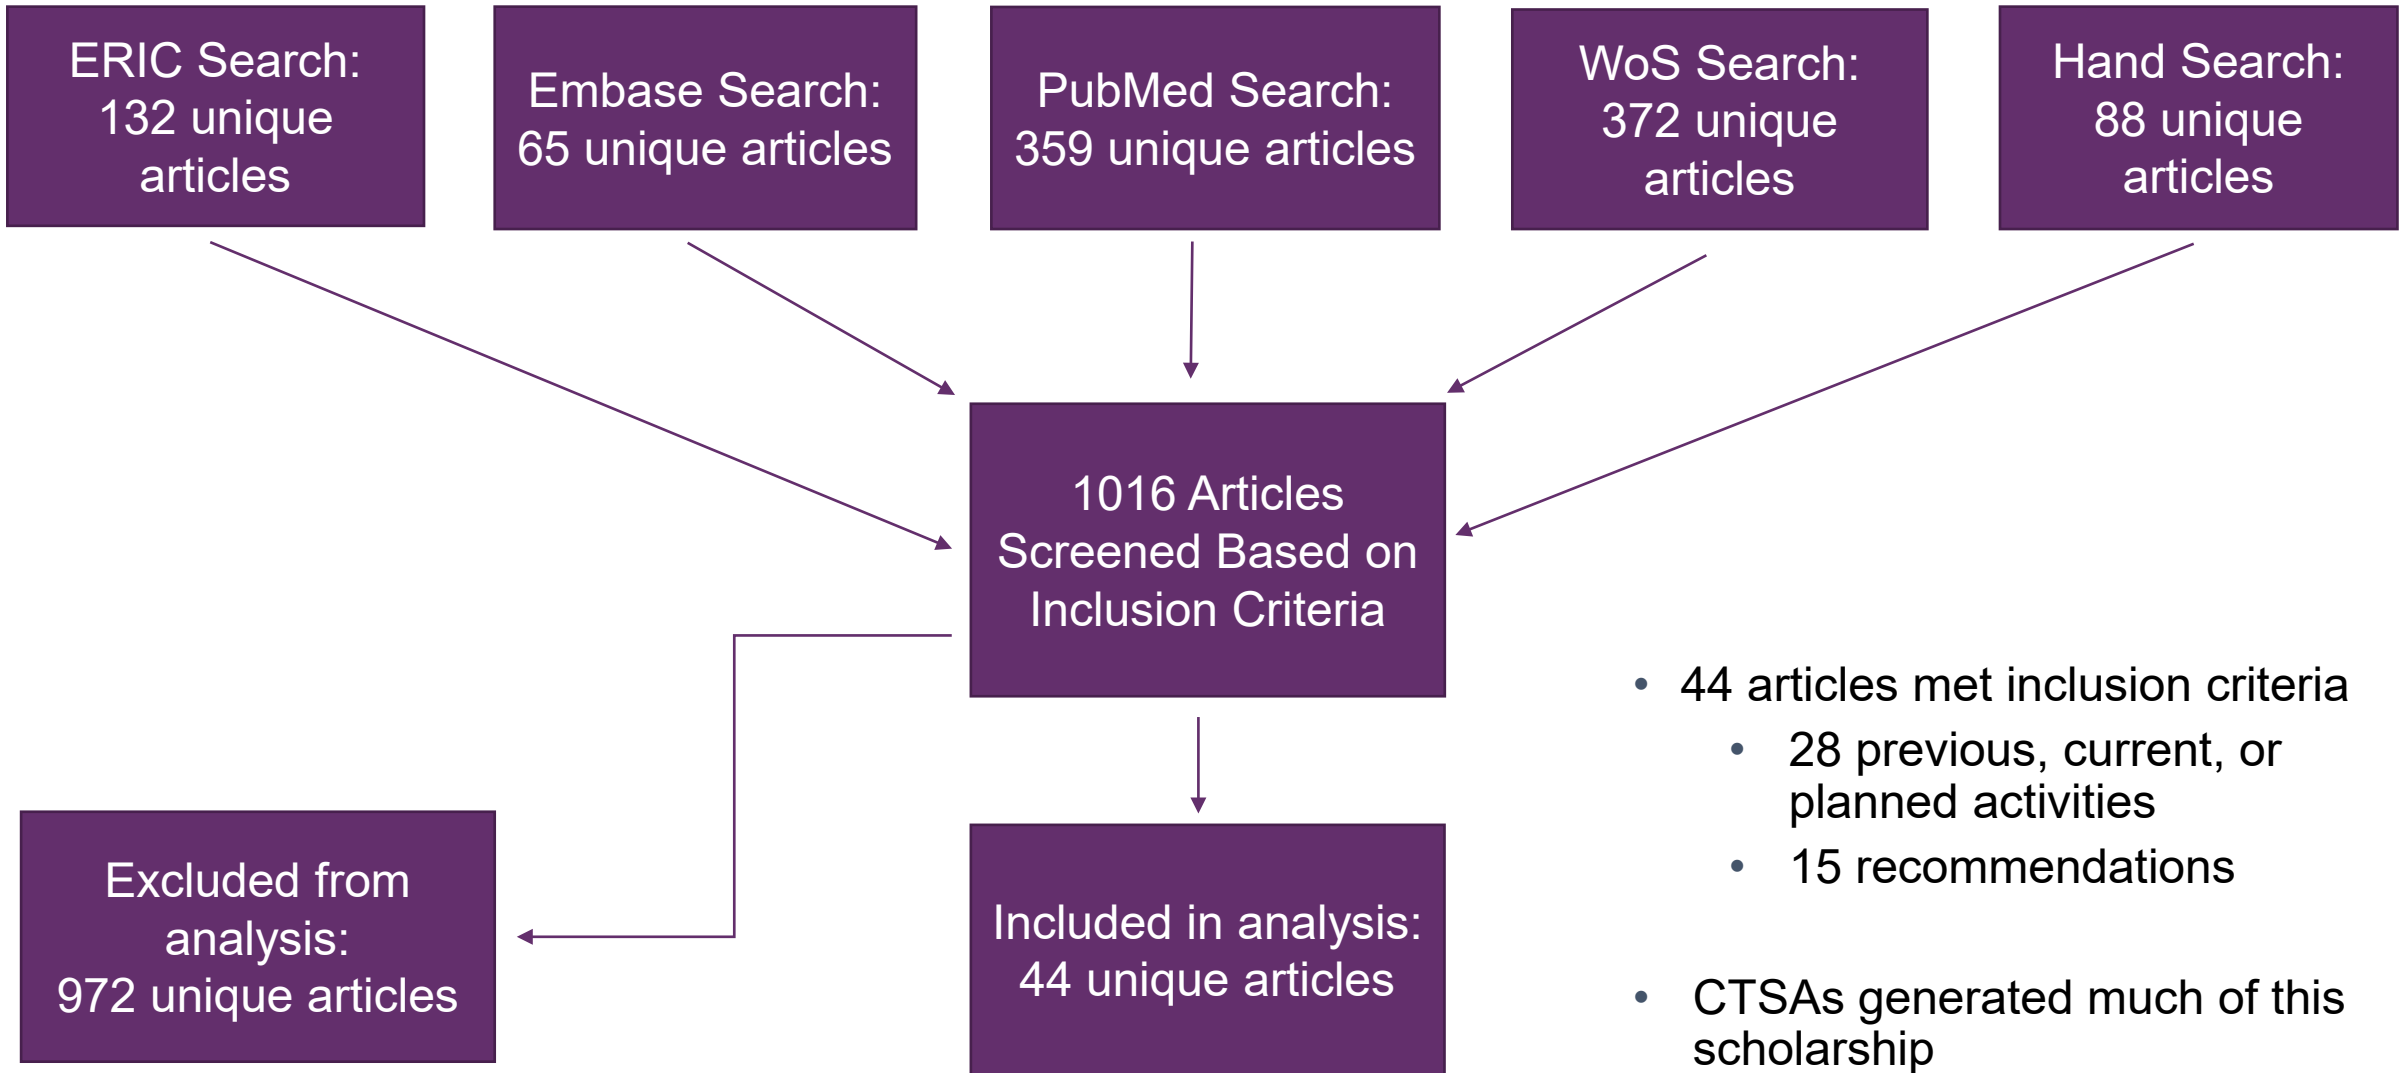 ERIC Search:
132 unique
articles
Embase Search:
65 unique articles
PubMed Search:
359 unique articles
WoS Search:
372 unique
articles
Hand Search:
88 unique
articles
1016 Articles
Screened Based on
Inclusion Criteria
Excluded from
analysis:
972 unique articles
Included in analysis:
44 unique articles
• 44 articles met inclusion criteria
• 28 previous, current, or
planned activities
• 15 recommendations
• CTSAs generated much of this
scholarship